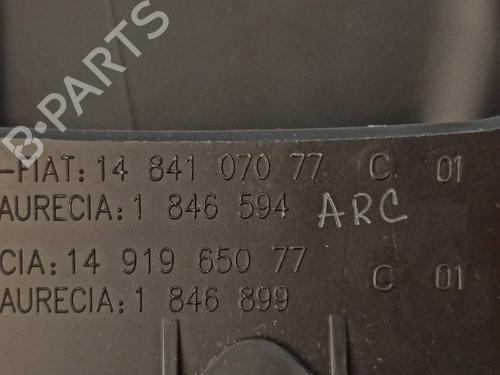 B-PARTS
-FIAT:14 841 070 77 C 01
AURECIA:1 846 594 ARC
CIA:14 919 650 77 C 01
AURECIA:1 846 899